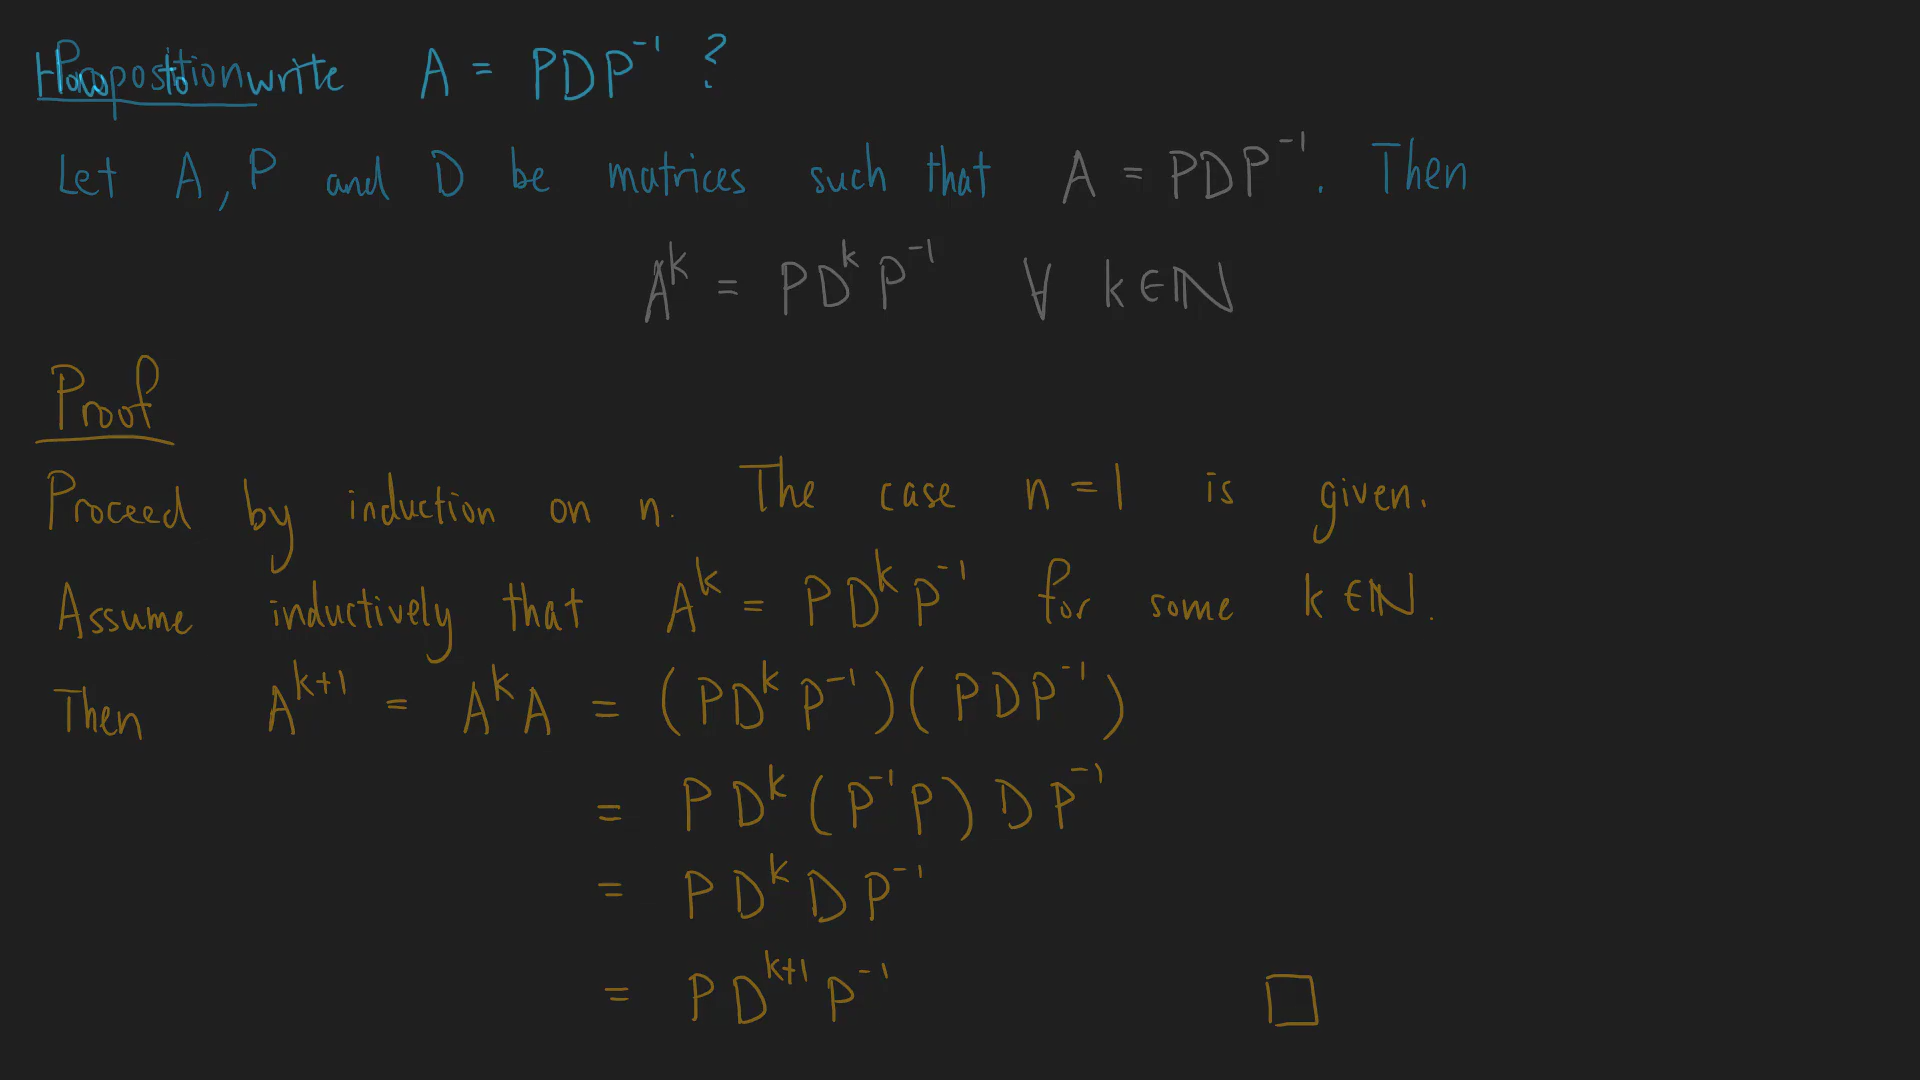 Proposition write A = PDP⁻¹ ?
Let A, P and D be matrices such that A = PDP⁻¹. Then
Aᵏ = PDᵏP⁻¹ ∀ k∈ℕ
Proof
Proceed by induction on n. The case n=1 is given.
Assume inductively that Aᵏ = PDᵏP⁻¹ for some k∈ℕ.
Then Aᵏ⁺¹ = AᵏA = (PDᵏP⁻¹)(PDP⁻¹)
= PDᵏ(P⁻¹P)DP⁻¹
= PDᵏDP⁻¹
= PDᵏ⁺¹P⁻¹ □